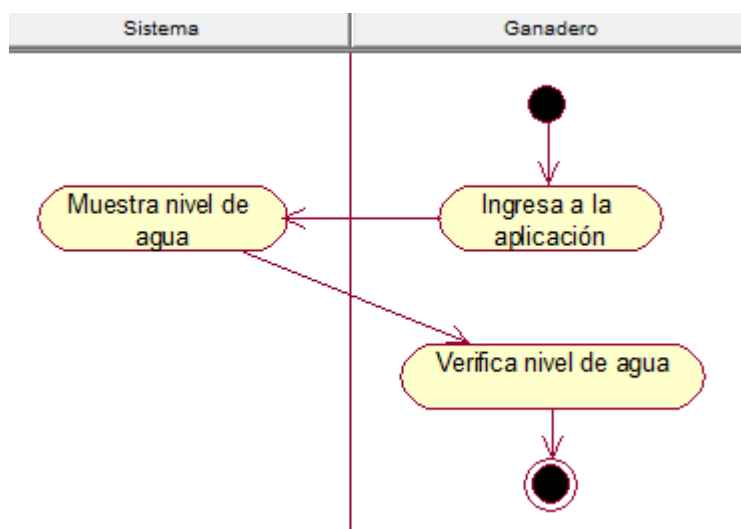 Sistema
Ganadero
Muestra nivel de
agua
Ingresa a la
aplicación
Verifica nivel de agua